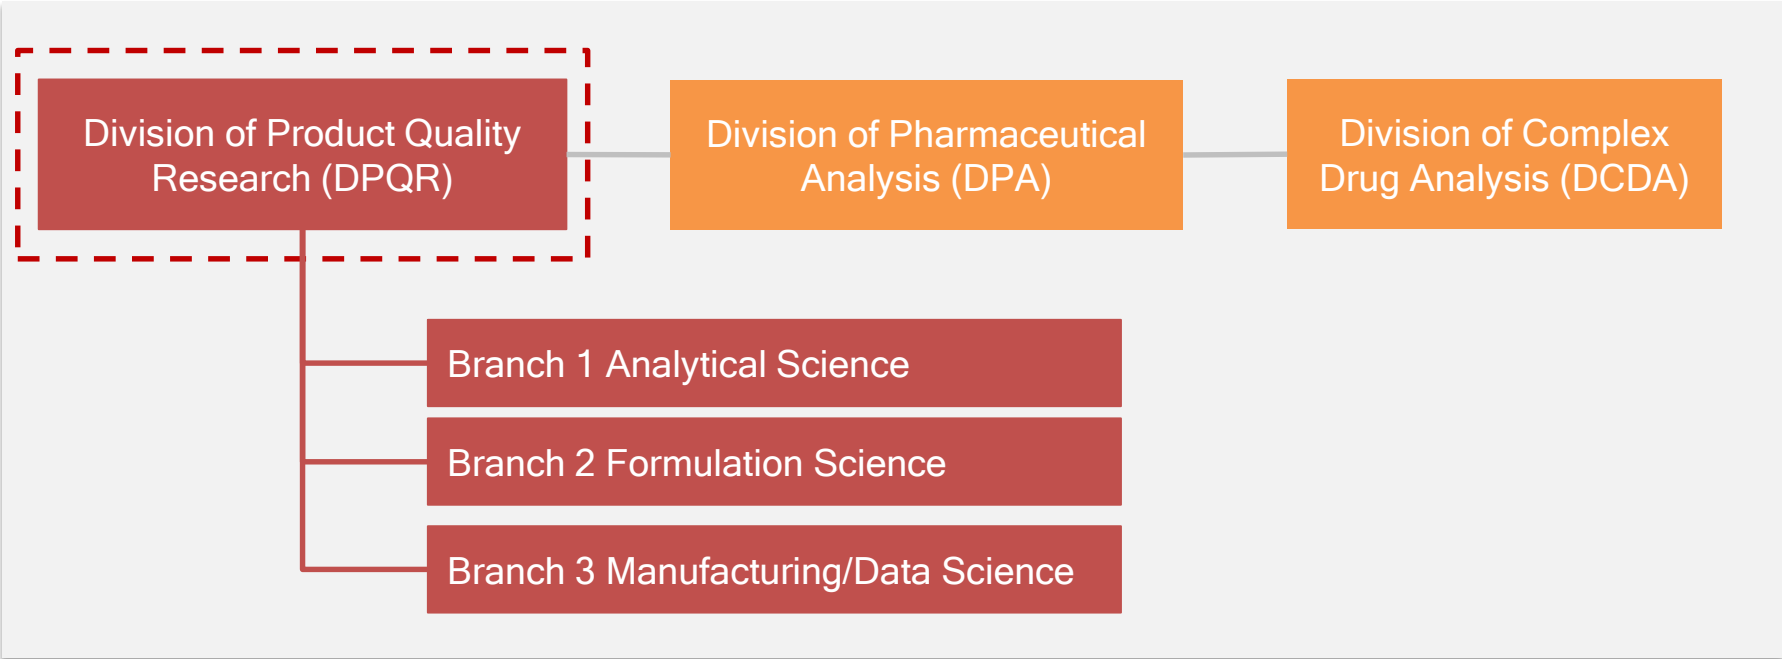 Division of Product Quality
Research (DPQR)
Division of Pharmaceutical
Analysis (DPA)
Division of Complex
Drug Analysis (DCDA)
Branch 1 Analytical Science
Branch 2 Formulation Science
Branch 3 Manufacturing/Data Science